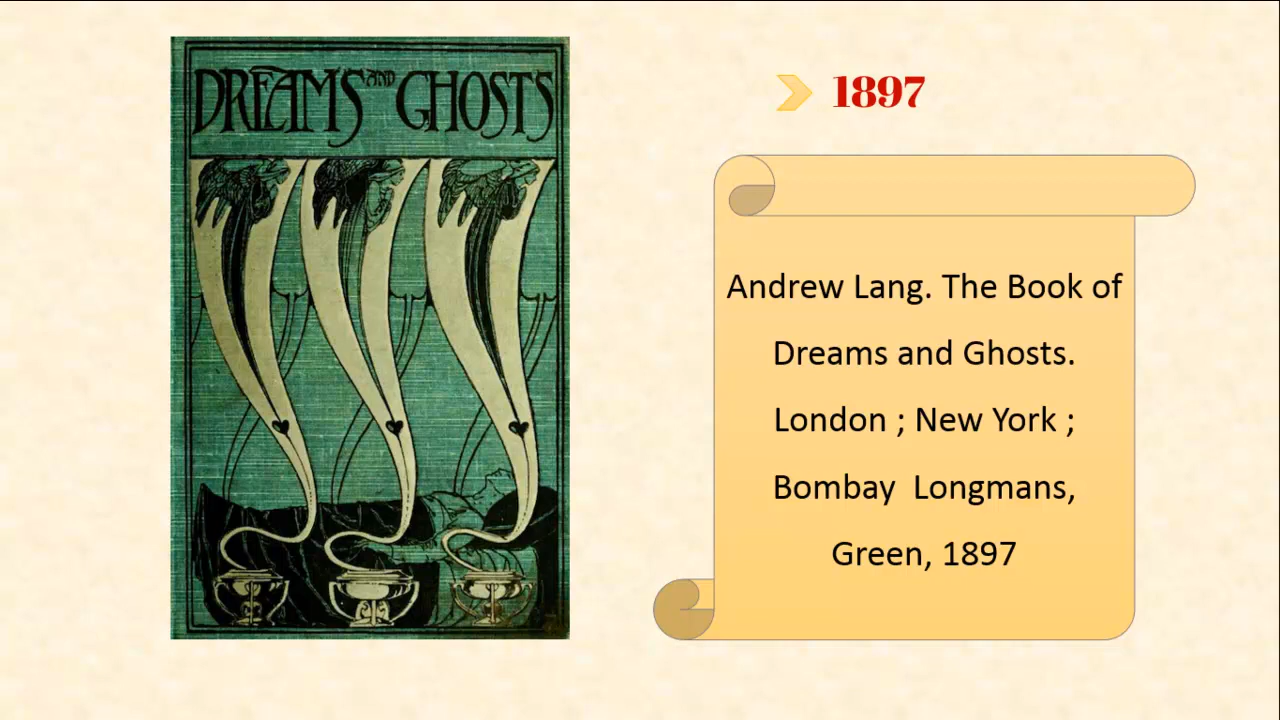 DREAMS AND GHOSTS
1897
Andrew Lang. The Book of
Dreams and Ghosts.
London ; New York ;
Bombay  Longmans,
Green, 1897